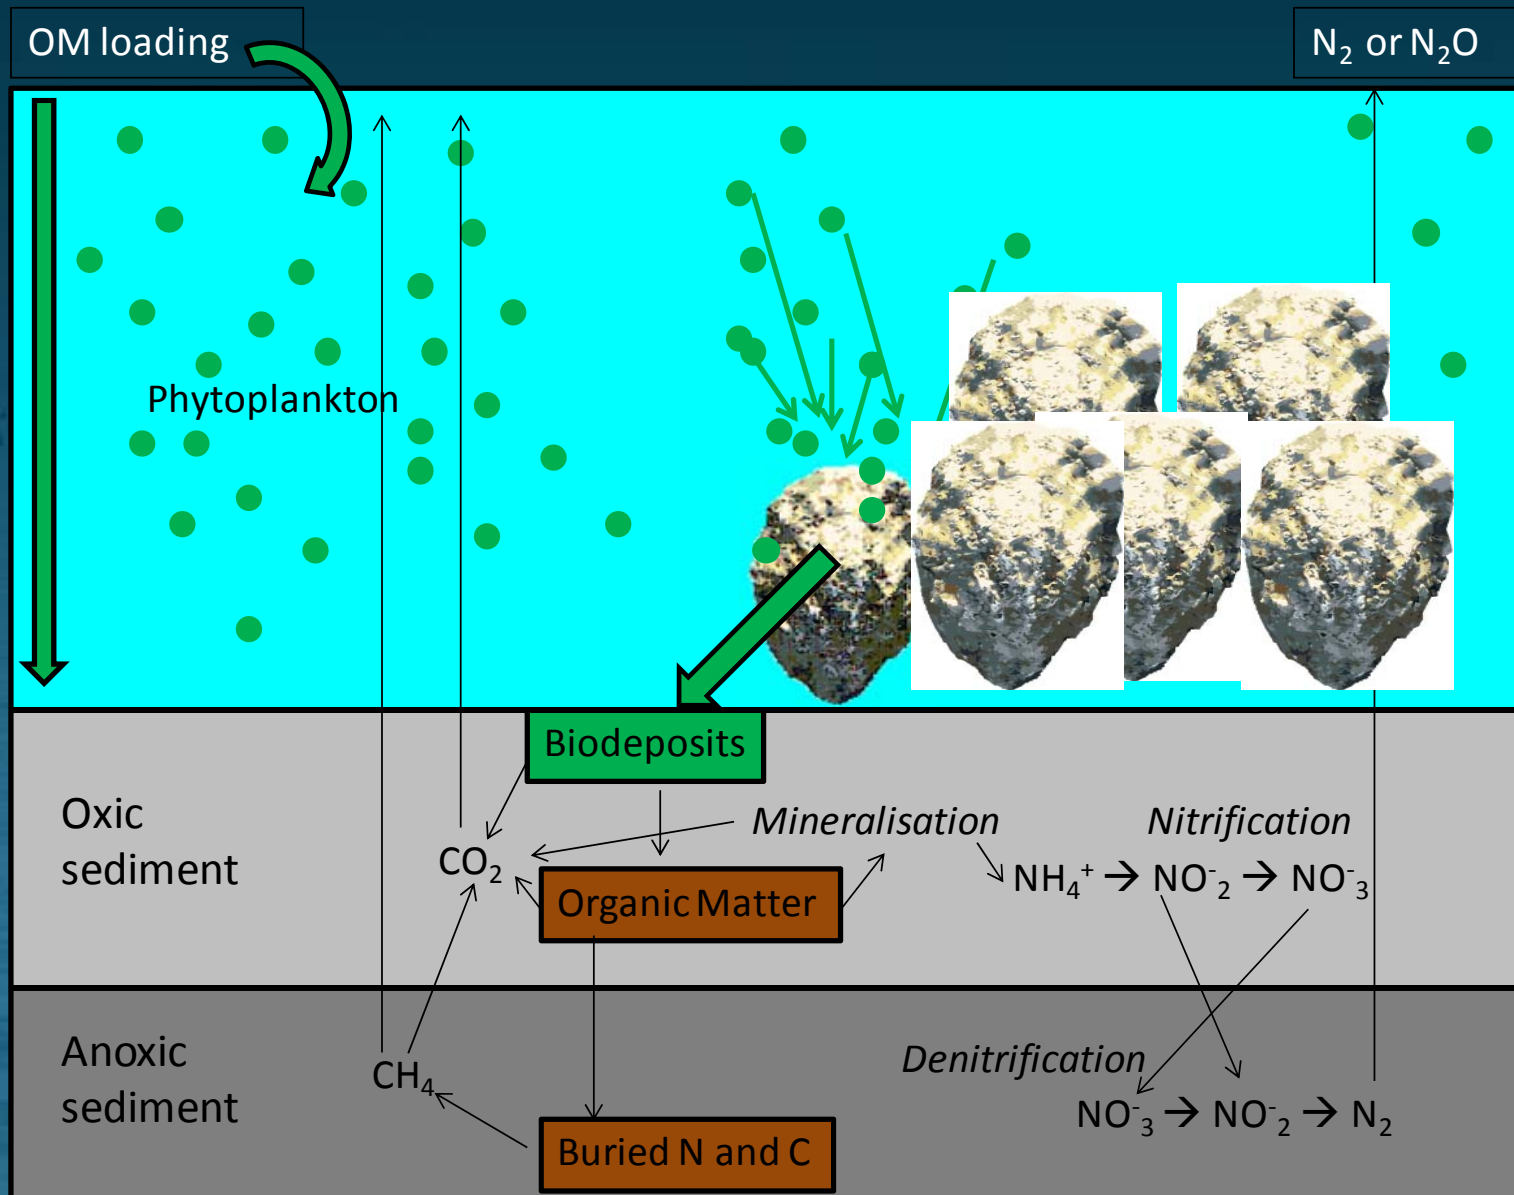 OM loading
N₂ or N₂O
Phytoplankton
Biodeposits
Oxic
sediment
Mineralisation
Nitrification
CO₂
Organic Matter
NH₄⁺ → NO⁻₂ → NO⁻₃
Anoxic
sediment
CH₄
Denitrification
NO⁻₃ → NO⁻₂ → N₂
Buried N and C